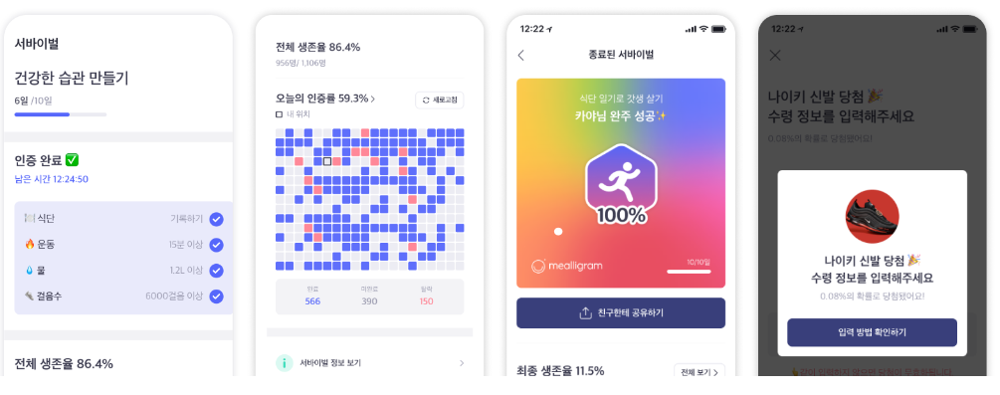 서바이벌
건강한 습관 만들기
6일 /10일
인증 완료 ✅
남은 시간 12:24:50
🍽 식단 기록하기
🔥 운동 15분 이상
💧 물 1.2L 이상
👟 걸음수 6000걸음 이상
전체 생존율 86.4%
전체 생존율 86.4%
956명/ 1,106명
오늘의 인증률 59.3% >
새로고침
내 위치
완료 미완료 탈락
566 390 150
서바이벌 정보 보기 >
12:22
종료된 서바이벌
식단 일기로 갓생 살기
카야님 완주 성공✨
100%
mealligram
10/10일
친구한테 공유하기
최종 생존율 11.5%
전체 보기 >
12:22
나이키 신발 당첨 🎉
수령 정보를 입력해주세요
0.08%의 확률로 당첨됐어요!
나이키 신발 당첨 🎉
수령 정보를 입력해주세요
0.08%의 확률로 당첨됐어요!
입력 방법 확인하기